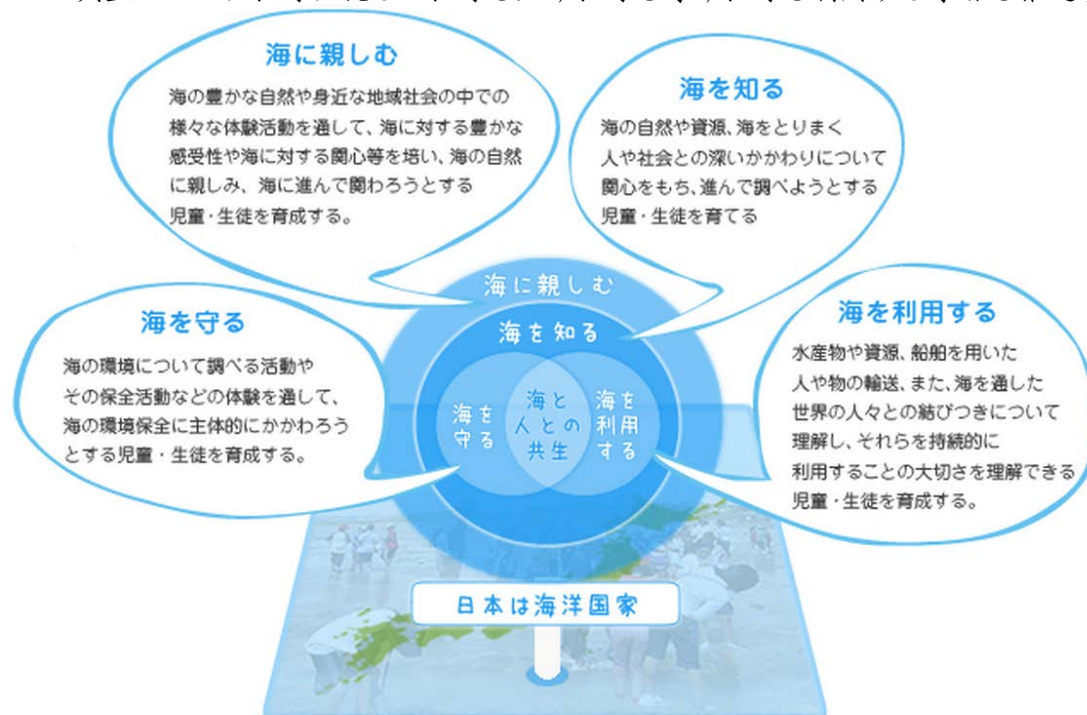 海に親しむ
海の豊かな自然や身近な地域社会の中での
様々な体験活動を通して、海に対する豊かな
感受性や海に対する関心等を培い、海の自然
に親しみ、海に進んで関わろうとする
児童・生徒を育成する。
海を知る
海の自然や資源、海をとりまく
人や社会との深いかかわりについて
関心をもち、進んで調べようとする
児童・生徒を育てる
海を守る
海の環境について調べる活動や
その保全活動などの体験を通して、
海の環境保全に主体的にかかわろう
とする児童・生徒を育成する。
海を利用する
水産物や資源、船舶を用いた
人や物の輸送、また、海を通した
世界の人々との結びつきについて
理解し、それらを持続的に
利用することの大切さを理解できる
児童・生徒を育成する。
海に親しむ
海を知る
海を
守る
海と
人との
共生
海を
利用
する
日本は海洋国家